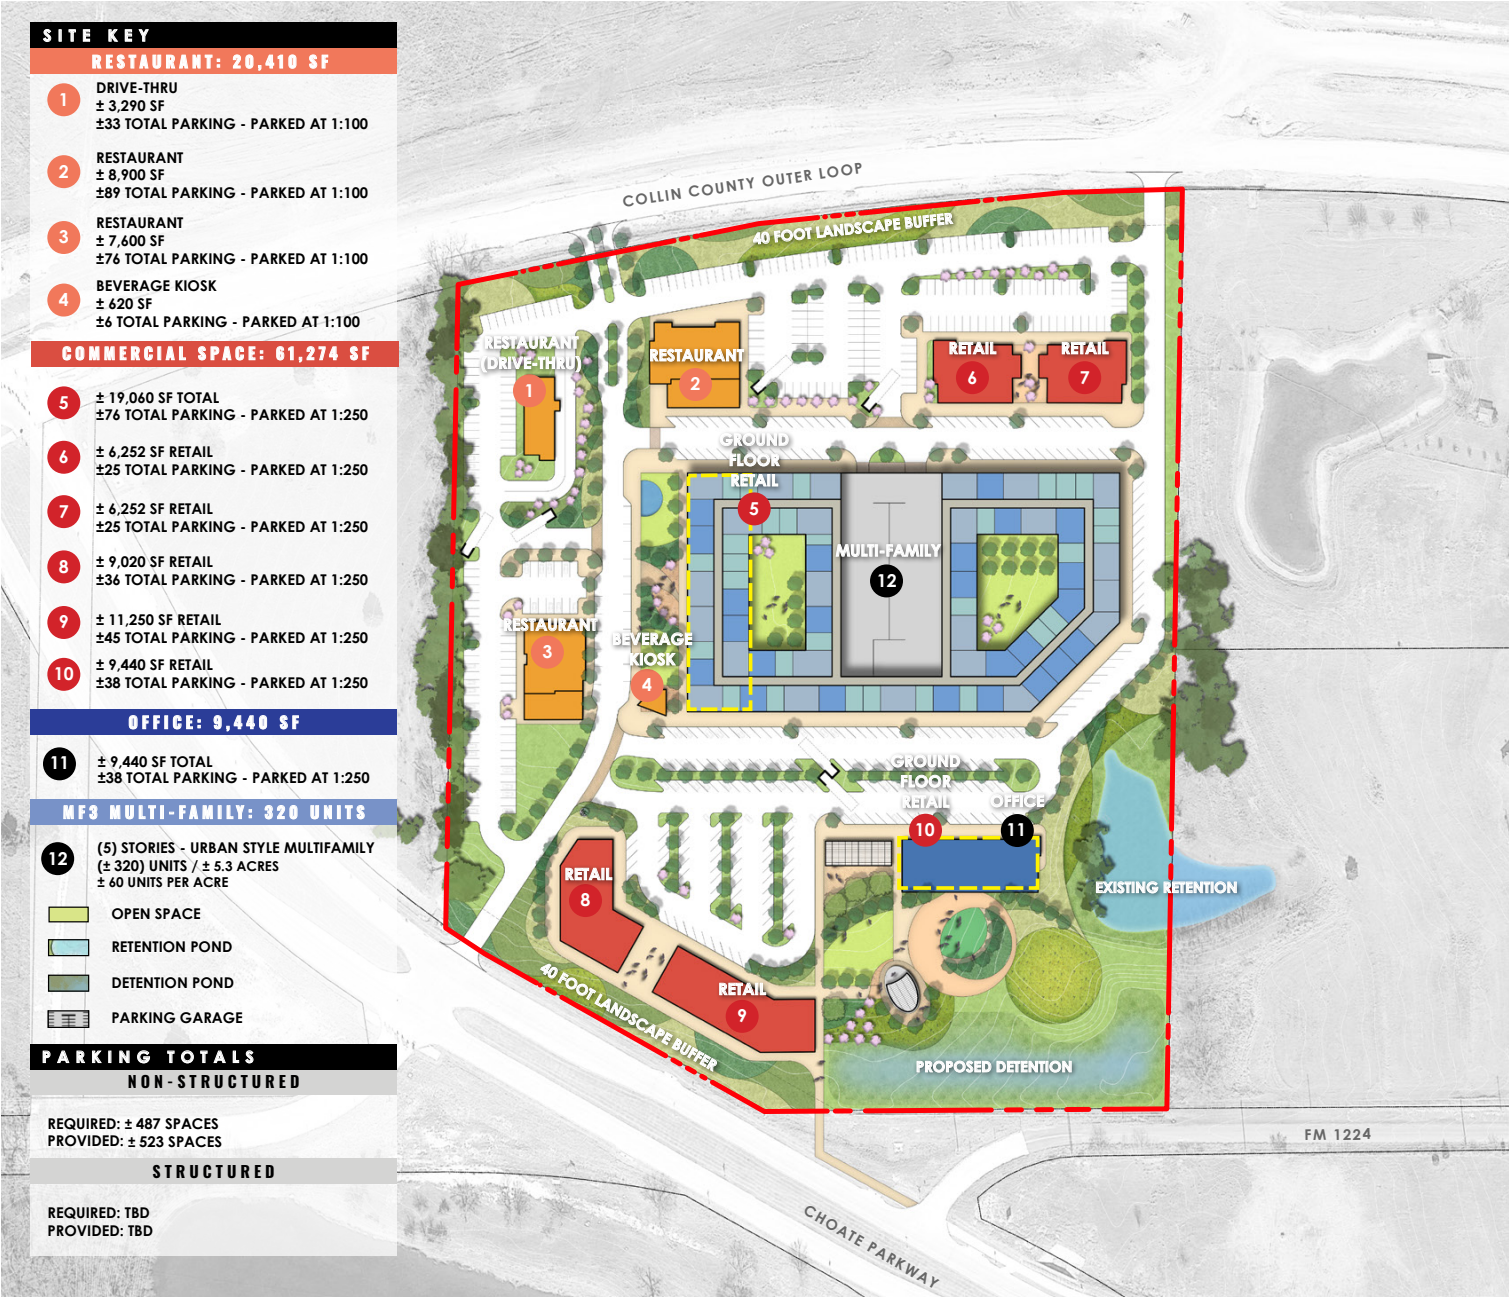 SITE KEY
RESTAURANT: 20,410 SF
1
DRIVE-THRU
± 3,290 SF
±33 TOTAL PARKING - PARKED AT 1:100
2
RESTAURANT
± 8,900 SF
±89 TOTAL PARKING - PARKED AT 1:100
3
RESTAURANT
± 7,600 SF
±76 TOTAL PARKING - PARKED AT 1:100
4
BEVERAGE KIOSK
± 620 SF
±6 TOTAL PARKING - PARKED AT 1:100
COMMERCIAL SPACE: 61,274 SF
5
± 19,060 SF TOTAL
±76 TOTAL PARKING - PARKED AT 1:250
6
± 6,252 SF RETAIL
±25 TOTAL PARKING - PARKED AT 1:250
7
± 6,252 SF RETAIL
±25 TOTAL PARKING - PARKED AT 1:250
8
± 9,020 SF RETAIL
±36 TOTAL PARKING - PARKED AT 1:250
9
± 11,250 SF RETAIL
±45 TOTAL PARKING - PARKED AT 1:250
10
± 9,440 SF RETAIL
±38 TOTAL PARKING - PARKED AT 1:250
OFFICE: 9,440 SF
11
± 9,440 SF TOTAL
±38 TOTAL PARKING - PARKED AT 1:250
MF3 MULTI-FAMILY: 320 UNITS
12
(5) STORIES - URBAN STYLE MULTIFAMILY
(± 320) UNITS / ± 5.3 ACRES
± 60 UNITS PER ACRE
OPEN SPACE
RETENTION POND
DETENTION POND
PARKING GARAGE
PARKING TOTALS
NON-STRUCTURED
REQUIRED: ± 487 SPACES
PROVIDED: ± 523 SPACES
STRUCTURED
REQUIRED: TBD
PROVIDED: TBD
COLLIN COUNTY OUTER LOOP
40 FOOT LANDSCAPE BUFFER
RESTAURANT
(DRIVE-THRU)
1
RESTAURANT
2
RETAIL
6
RETAIL
7
GROUND
FLOOR
RETAIL
5
MULTI-FAMILY
12
RESTAURANT
3
BEVERAGE
KIOSK
4
GROUND
FLOOR
RETAIL
10
OFFICE
11
RETAIL
8
EXISTING RETENTION
RETAIL
9
40 FOOT LANDSCAPE BUFFER
PROPOSED DETENTION
FM 1224
CHOATE PARKWAY